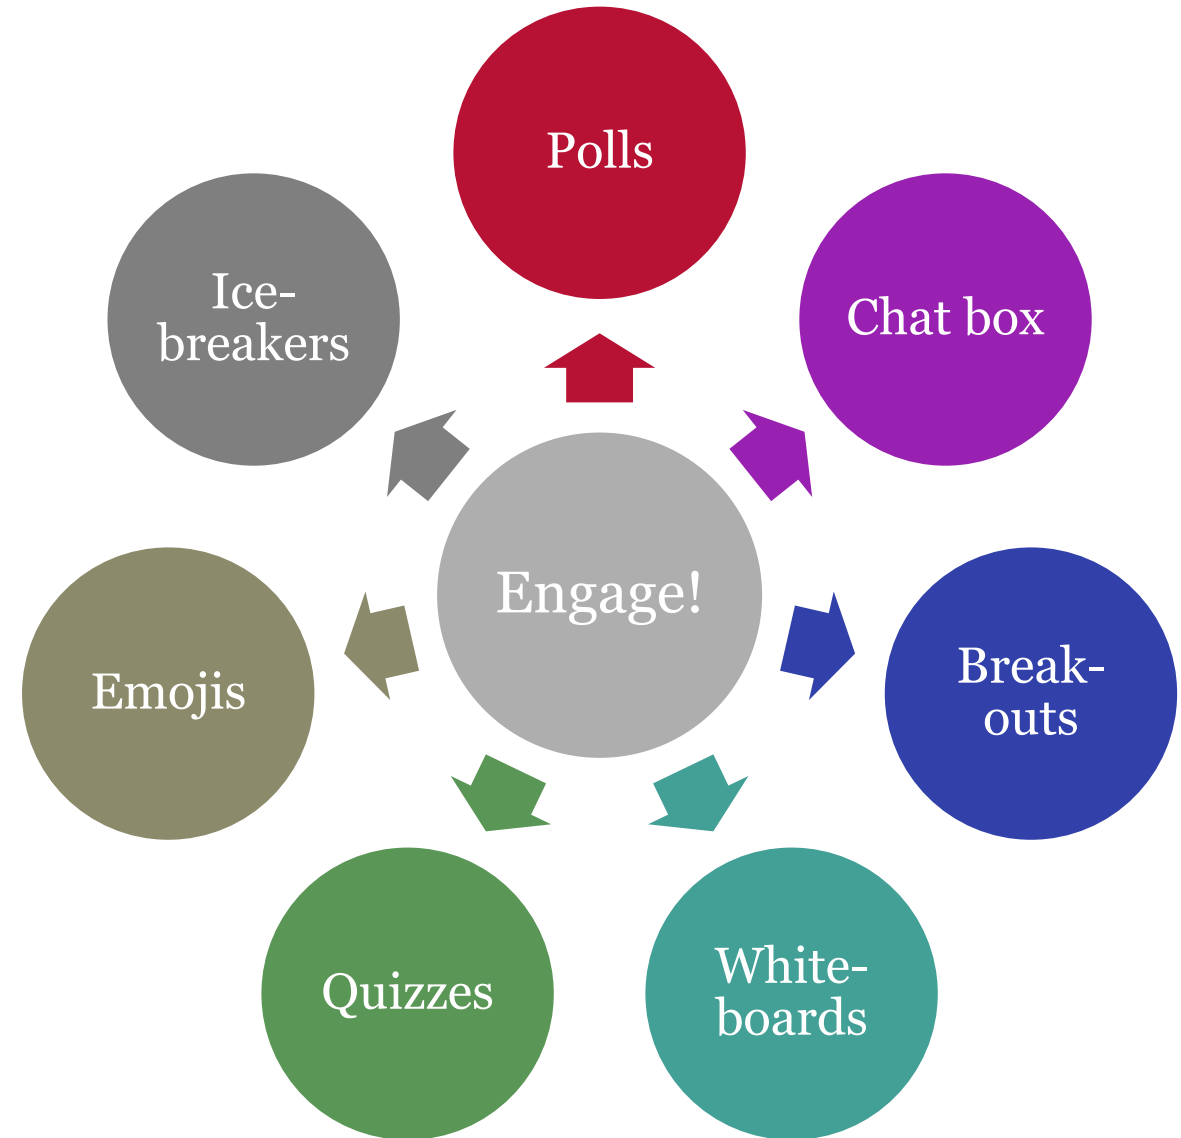 Polls
Chat box
Break-
outs
White-
boards
Quizzes
Emojis
Ice-
breakers
Engage!